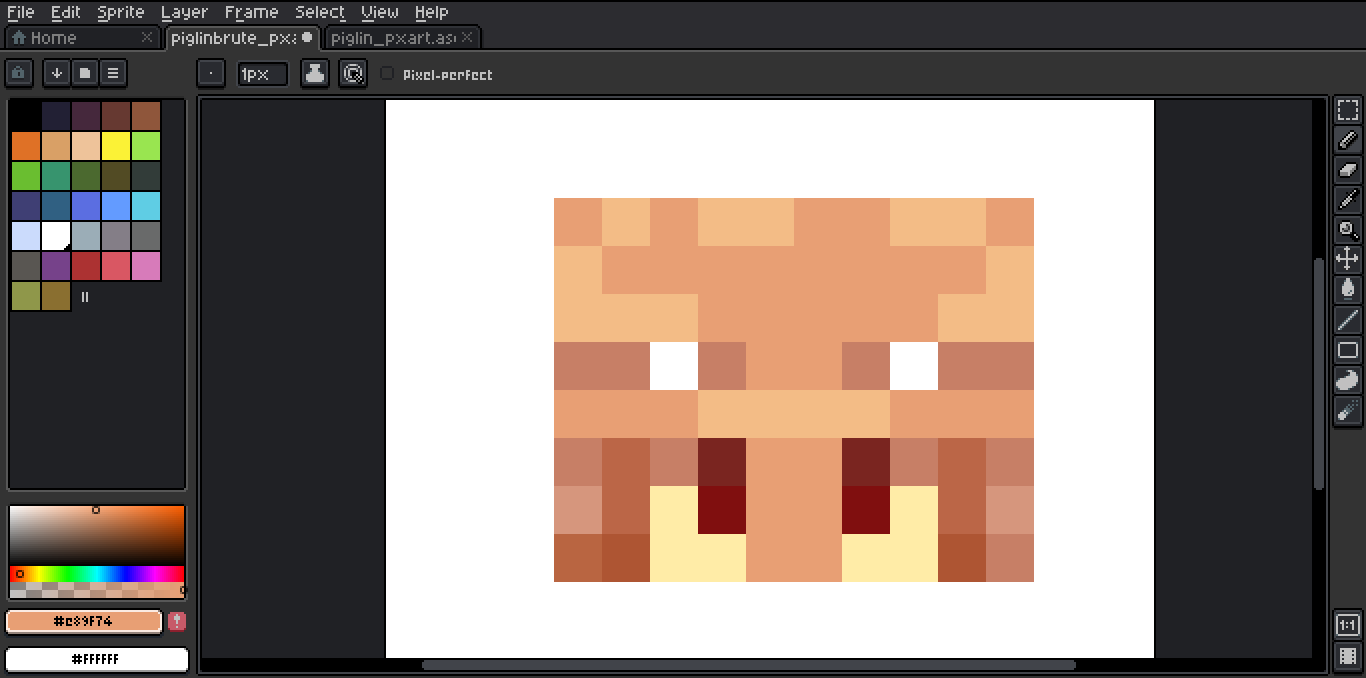 File Edit Sprite Layer Frame Select View Help
Home piglinbrute_px piglin_pxart.as
1px Pixel-perfect
1:1
#e89f74
#FFFFFF